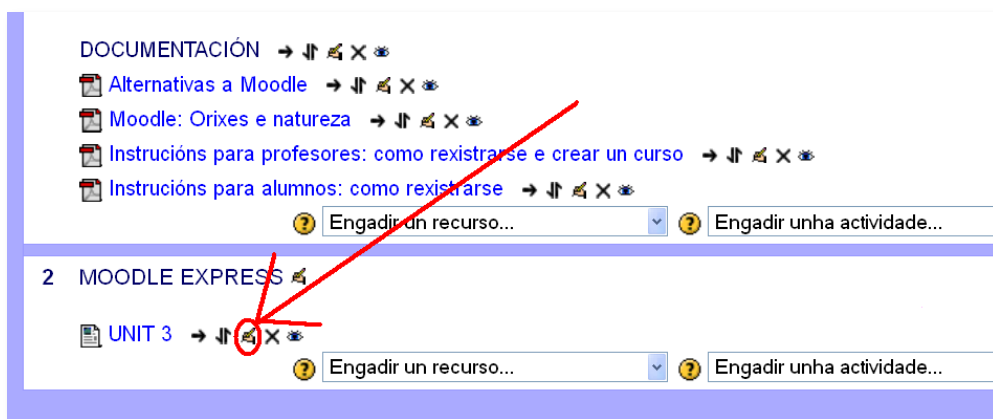 DOCUMENTACIÓN
Alternativas a Moodle
Moodle: Orixes e natureza
Instrucións para profesores: como rexistrarse e crear un curso
Instrucións para alumnos: como rexistrarse
Engadir un recurso... Engadir unha actividade...
2 MOODLE EXPRESS
UNIT 3
Engadir un recurso... Engadir unha actividade...